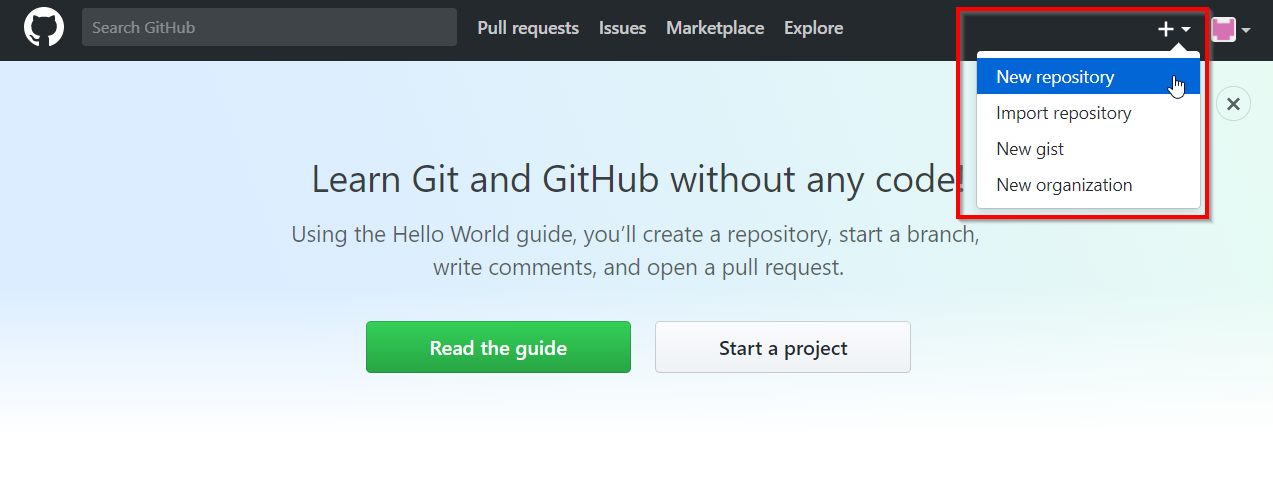 Search GitHub
Pull requests
Issues
Marketplace
Explore
New repository
Import repository
New gist
New organization
Learn Git and GitHub without any code!
Using the Hello World guide, you’ll create a repository, start a branch,
write comments, and open a pull request.
Read the guide
Start a project